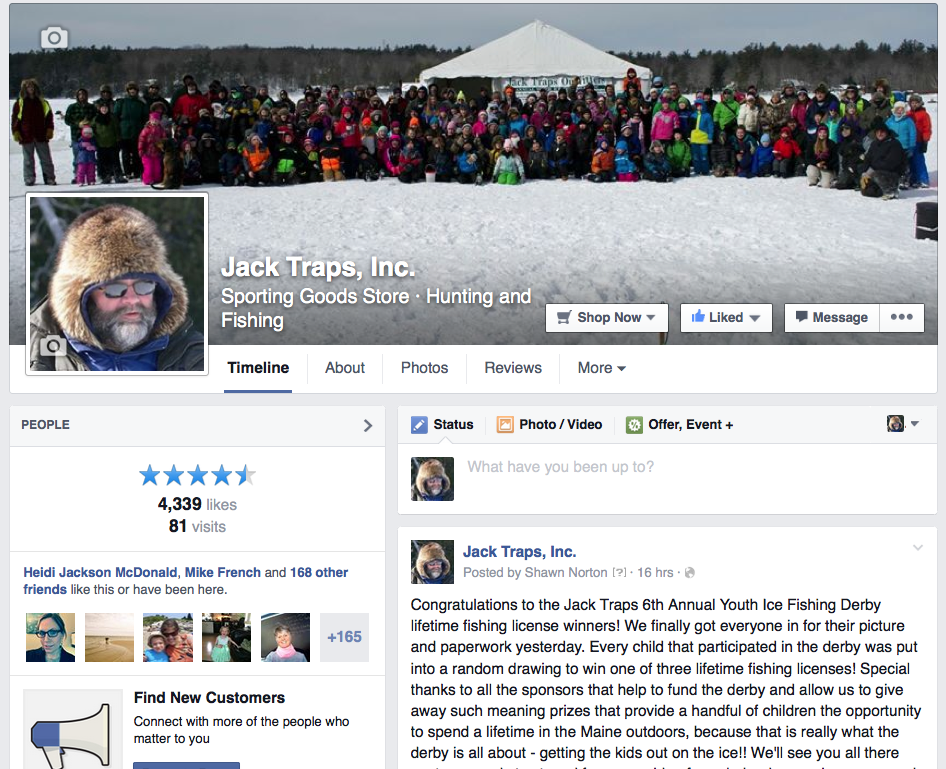 Jack Traps Outfitters
Jack Traps, Inc.
Sporting Goods Store · Hunting and
Fishing
Shop Now
Liked
Message
Timeline
About
Photos
Reviews
More
PEOPLE
4,339 likes
81 visits
Heidi Jackson McDonald, Mike French and 168 other
friends like this or have been here.
+165
Find New Customers
Connect with more of the people who
matter to you
Status
Photo / Video
Offer, Event +
What have you been up to?
Jack Traps, Inc.
Posted by Shawn Norton [?] · 16 hrs ·
Congratulations to the Jack Traps 6th Annual Youth Ice Fishing Derby
lifetime fishing license winners! We finally got everyone in for their picture
and paperwork yesterday. Every child that participated in the derby was put
into a random drawing to win one of three lifetime fishing licenses! Special
thanks to all the sponsors that help to fund the derby and allow us to give
away such meaning prizes that provide a handful of children the opportunity
to spend a lifetime in the Maine outdoors, because that is really what the
derby is all about - getting the kids out on the ice!! We'll see you all there